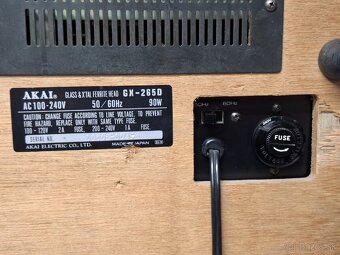 AKAI GLASS & X'TAL FERRITE HEAD GX-265D
AC 100-240V 50/60Hz 90W
CAUTION: CHANGE FUSE ACCORDING TO LINE VOLTAGE. TO PREVENT
FIRE HAZARD, REPLACE ONLY WITH SAME TYPE FUSE.
100-120V 2A FUSE. 200-240V 1A FUSE.
SERIAL NO.
AKAI ELECTRIC CO., LTD. MADE IN JAPAN
50Hz 60Hz
FUSE